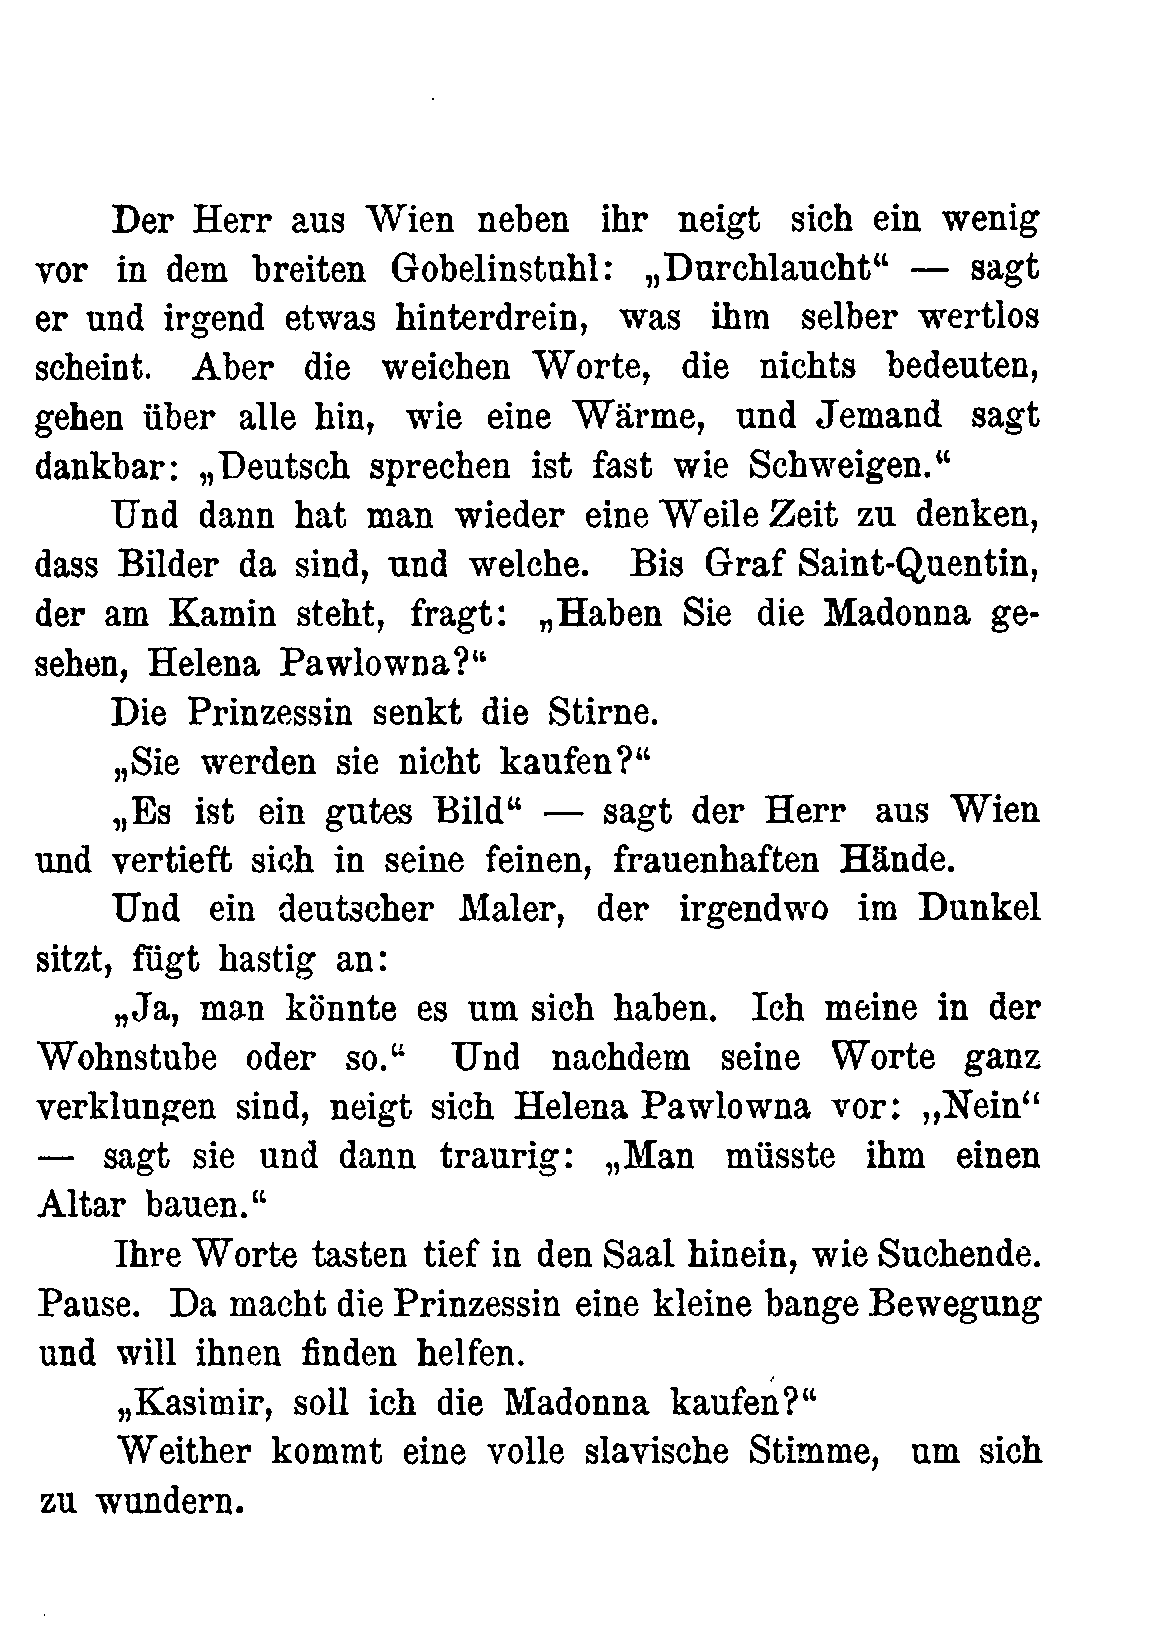 Der Herr aus Wien neben ihr neigt sich ein wenig
vor in dem breiten Gobelinstuhl: „Durchlaucht“ — sagt
er und irgend etwas hinterdrein, was ihm selber wertlos
scheint. Aber die weichen Worte, die nichts bedeuten,
gehen über alle hin, wie eine Wärme, und Jemand sagt
dankbar: „Deutsch sprechen ist fast wie Schweigen.“
Und dann hat man wieder eine Weile Zeit zu denken,
dass Bilder da sind, und welche. Bis Graf Saint-Quentin,
der am Kamin steht, fragt: „Haben Sie die Madonna ge-
sehen, Helena Pawlowna?“
Die Prinzessin senkt die Stirne.
„Sie werden sie nicht kaufen?“
„Es ist ein gutes Bild“ — sagt der Herr aus Wien
und vertieft sich in seine feinen, frauenhaften Hände.
Und ein deutscher Maler, der irgendwo im Dunkel
sitzt, fügt hastig an:
„Ja, man könnte es um sich haben. Ich meine in der
Wohnstube oder so.“ Und nachdem seine Worte ganz
verklungen sind, neigt sich Helena Pawlowna vor: „Nein“
— sagt sie und dann traurig: „Man müsste ihm einen
Altar bauen.“
Ihre Worte tasten tief in den Saal hinein, wie Suchende.
Pause. Da macht die Prinzessin eine kleine bange Bewegung
und will ihnen finden helfen.
„Kasimir, soll ich die Madonna kaufen?“
Weither kommt eine volle slavische Stimme, um sich
zu wundern.